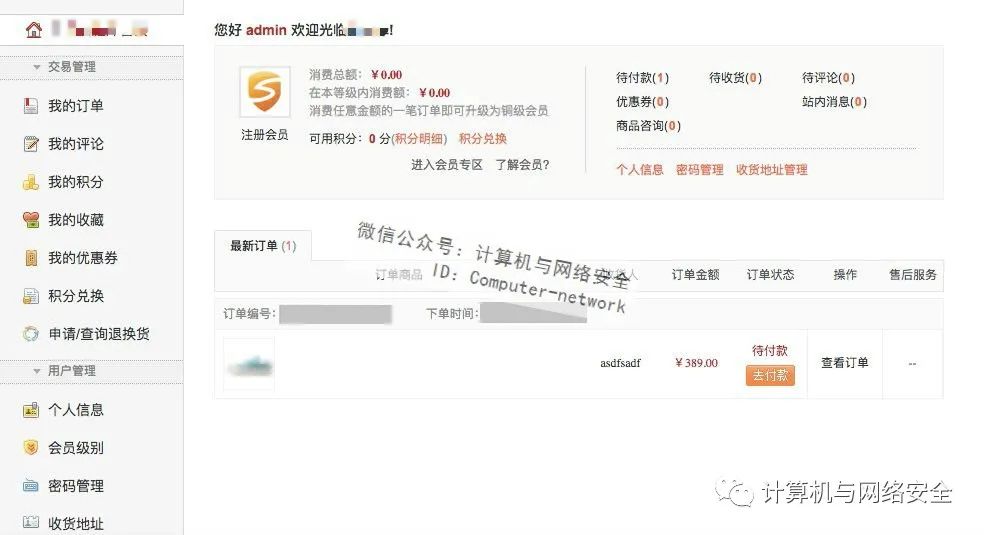 您好 admin 欢迎光临 !
交易管理
我的订单
我的评论
我的积分
我的收藏
我的优惠券
积分兑换
申请/查询退换货
用户管理
个人信息
会员级别
密码管理
收货地址
注册会员
消费总额：￥0.00
在本等级内消费额：￥0.00
消费任意金额的一笔订单即可升级为铜级会员
可用积分：0 分(积分明细) 积分兑换
进入会员专区 了解会员?
待付款(1) 待收货(0) 待评论(0)
优惠券(0) 站内消息(0)
商品咨询(0)
个人信息 密码管理 收货地址管理
最新订单 (1)
微信公众号：计算机与网络安全
ID：Computer-network
订单商品 收货人 订单金额 订单状态 操作 售后服务
订单编号： 下单时间：
asdfsadf ￥389.00 待付款 查看订单 --
去付款
计算机与网络安全